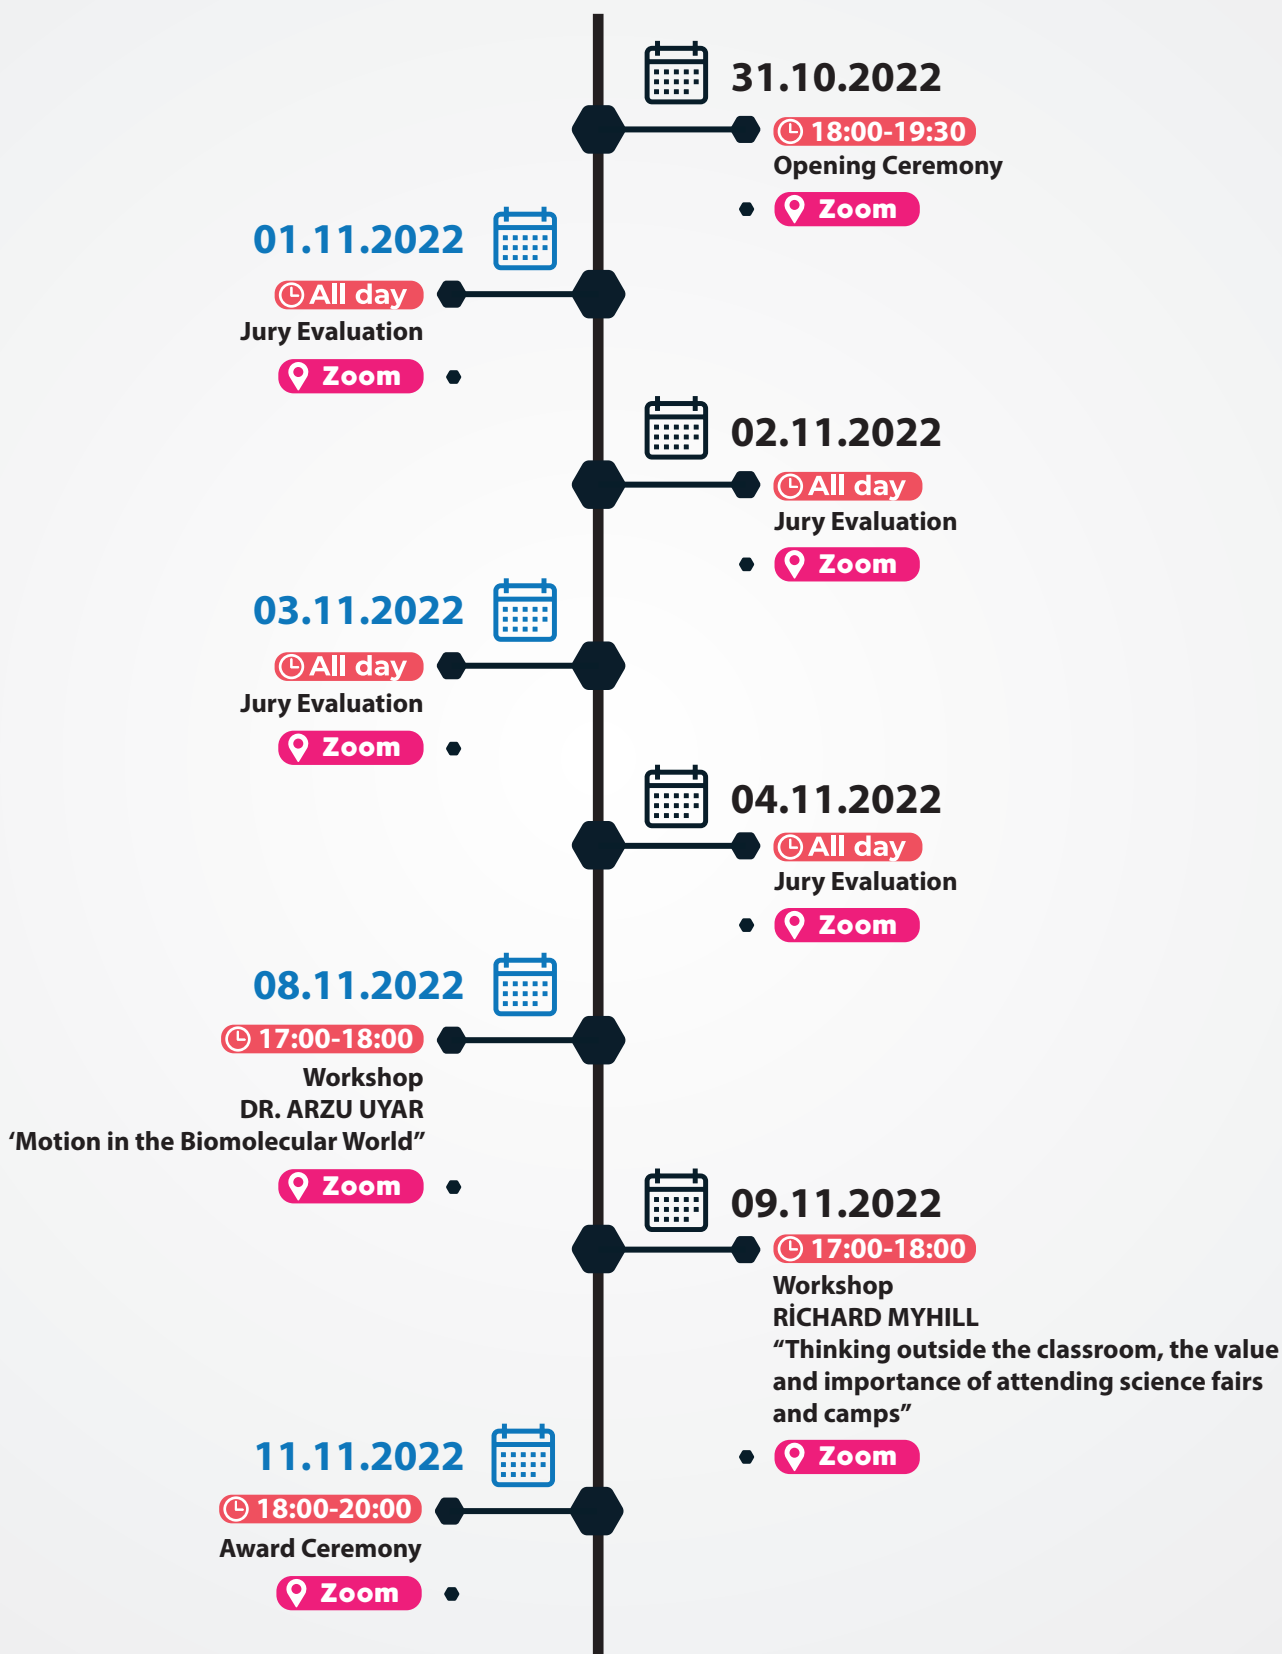 31.10.2022
18:00-19:30
Opening Ceremony
Zoom
01.11.2022
All day
Jury Evaluation
Zoom
02.11.2022
All day
Jury Evaluation
Zoom
03.11.2022
All day
Jury Evaluation
Zoom
04.11.2022
All day
Jury Evaluation
Zoom
08.11.2022
17:00-18:00
Workshop
DR. ARZU UYAR
‘Motion in the Biomolecular World”
Zoom
09.11.2022
17:00-18:00
Workshop
RİCHARD MYHILL
“Thinking outside the classroom, the value
and importance of attending science fairs
and camps”
Zoom
11.11.2022
18:00-20:00
Award Ceremony
Zoom